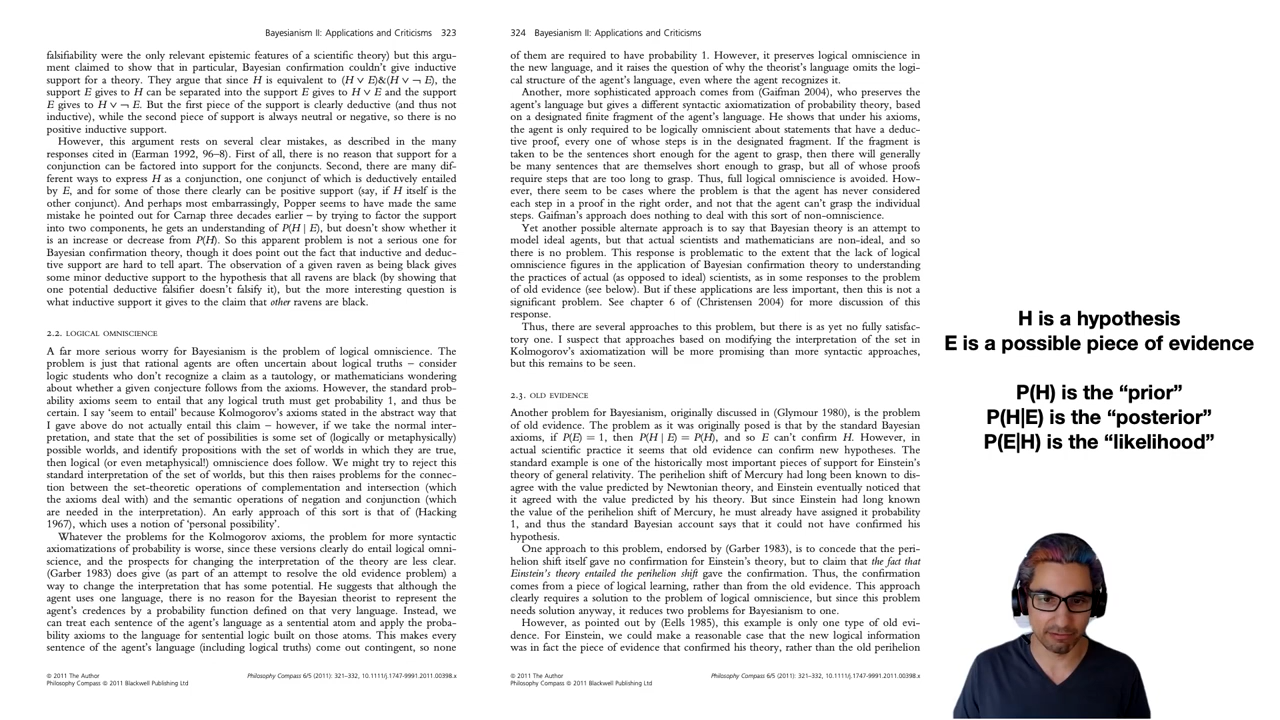 Bayesianism II: Applications and Criticisms 323
falsifiability were the only relevant epistemic features of a scientific theory) but this argu-
ment claimed to show that in particular, Bayesian confirmation couldn't give inductive
support for a theory. They argue that since H is equivalent to (H ∨ E)&(H ∨ ¬ E), the
support E gives to H can be separated into the support E gives to H ∨ E and the support
E gives to H ∨ ¬ E. But the first piece of the support is clearly deductive (and thus not
inductive), while the second piece of support is always neutral or negative, so there is no
positive inductive support.
However, this argument rests on several clear mistakes, as described in the many
responses cited in (Earman 1992, 96–8). First of all, there is no reason that support for a
conjunction can be factored into support for the conjuncts. Second, there are many dif-
ferent ways to express H as a conjunction, one conjunct of which is deductively entailed
by E, and for some of those there clearly can be positive support (say, if H itself is the
other conjunct). And perhaps most embarrassingly, Popper seems to have made the same
mistake he pointed out for Carnap three decades earlier – by trying to factor the support
into two components, he gets an understanding of P(H | E), but doesn't show whether it
is an increase or decrease from P(H). So this apparent problem is not a serious one for
Bayesian confirmation theory, though it does point out the fact that inductive and deduc-
tive support are hard to tell apart. The observation of a given raven as being black gives
some minor deductive support to the hypothesis that all ravens are black (by showing that
one potential deductive falsifier doesn't falsify it), but the more interesting question is
what inductive support it gives to the claim that other ravens are black.
2.2. LOGICAL OMNISCIENCE
A far more serious worry for Bayesianism is the problem of logical omniscience. The
problem is just that rational agents are often uncertain about logical truths – consider
logic students who don't recognize a claim as a tautology, or mathematicians wondering
about whether a given conjecture follows from the axioms. However, the standard prob-
ability axioms seem to entail that any logical truth must get probability 1, and thus be
certain. I say 'seem to entail' because Kolmogorov's axioms stated in the abstract way that
I gave above do not actually entail this claim – however, if we take the normal inter-
pretation, and state that the set of possibilities is some set of (logically or metaphysically)
possible worlds, and identify propositions with the set of worlds in which they are true,
then logical (or even metaphysical!) omniscience does follow. We might try to reject this
standard interpretation of the set of worlds, but this then raises problems for the connec-
tion between the set-theoretic operations of complementation and intersection (which
the axioms deal with) and the semantic operations of negation and conjunction (which
are needed in the interpretation). An early approach of this sort is that of (Hacking
1967), which uses a notion of 'personal possibility'.
Whatever the problems for the Kolmogorov axioms, the problem for more syntactic
axiomatizations of probability is worse, since these versions clearly do entail logical omni-
science, and the prospects for changing the interpretation of the theory are less clear.
(Garber 1983) does give (as part of an attempt to resolve the old evidence problem) a
way to change the interpretation that has some potential. He suggests that although the
agent uses one language, there is no reason for the Bayesian theorist to represent the
agent's credences by a probability function defined on that very language. Instead, we
can treat each sentence of the agent's language as a sentential atom and apply the proba-
bility axioms to the language for sentential logic built on those atoms. This makes every
sentence of the agent's language (including logical truths) come out contingent, so none
© 2011 The Author
Philosophy Compass 6/5 (2011): 321–332, 10.1111/j.1747-9991.2011.00398.x
Philosophy Compass © 2011 Blackwell Publishing Ltd
324 Bayesianism II: Applications and Criticisms
of them are required to have probability 1. However, it preserves logical omniscience in
the new language, and it raises the question of why the theorist's language omits the logi-
cal structure of the agent's language, even where the agent recognizes it.
Another, more sophisticated approach comes from (Gaifman 2004), who preserves the
agent's language but gives a different syntactic axiomatization of probability theory, based
on a designated finite fragment of the agent's language. He shows that under his axioms,
the agent is only required to be logically omniscient about statements that have a deduc-
tive proof, every one of whose steps is in the designated fragment. If the fragment is
taken to be the sentences short enough for the agent to grasp, then there will generally
be many sentences that are themselves short enough to grasp, but all of whose proofs
require steps that are too long to grasp. Thus, full logical omniscience is avoided. How-
ever, there seem to be cases where the problem is that the agent has never considered
each step in a proof in the right order, and not that the agent can't grasp the individual
steps. Gaifman's approach does nothing to deal with this sort of non-omniscience.
Yet another possible alternate approach is to say that Bayesian theory is an attempt to
model ideal agents, but that actual scientists and mathematicians are non-ideal, and so
there is no problem. This response is problematic to the extent that the lack of logical
omniscience figures in the application of Bayesian confirmation theory to understanding
the practices of actual (as opposed to ideal) scientists, as in some responses to the problem
of old evidence (see below). But if these applications are less important, then this is not a
significant problem. See chapter 6 of (Christensen 2004) for more discussion of this
response.
Thus, there are several approaches to this problem, but there is as yet no fully satisfac-
tory one. I suspect that approaches based on modifying the interpretation of the set in
Kolmogorov's axiomatization will be more promising than more syntactic approaches,
but this remains to be seen.
2.3. OLD EVIDENCE
Another problem for Bayesianism, originally discussed in (Glymour 1980), is the problem
of old evidence. The problem as it was originally posed is that by the standard Bayesian
axioms, if P(E) = 1, then P(H | E) = P(H), and so E can't confirm H. However, in
actual scientific practice it seems that old evidence can confirm new hypotheses. The
standard example is one of the historically most important pieces of support for Einstein's
theory of general relativity. The perihelion shift of Mercury had long been known to dis-
agree with the value predicted by Newtonian theory, and Einstein eventually noticed that
it agreed with the value predicted by his theory. But since Einstein had long known
the value of the perihelion shift of Mercury, he must already have assigned it probability
1, and thus the standard Bayesian account says that it could not have confirmed his
hypothesis.
One approach to this problem, endorsed by (Garber 1983), is to concede that the peri-
helion shift itself gave no confirmation for Einstein's theory, but to claim that the fact that
Einstein's theory entailed the perihelion shift gave the confirmation. Thus, the confirmation
comes from a piece of logical learning, rather than from the old evidence. This approach
clearly requires a solution to the problem of logical omniscience, but since this problem
needs solution anyway, it reduces two problems for Bayesianism to one.
However, as pointed out by (Eells 1985), this example is only one type of old evi-
dence. For Einstein, we could make a reasonable case that the new logical information
was in fact the piece of evidence that confirmed his theory, rather than the old perihelion
© 2011 The Author
Philosophy Compass 6/5 (2011): 321–332, 10.1111/j.1747-9991.2011.00398.x
Philosophy Compass © 2011 Blackwell Publishing Ltd
H is a hypothesis
E is a possible piece of evidence
P(H) is the “prior”
P(H|E) is the “posterior”
P(E|H) is the “likelihood”